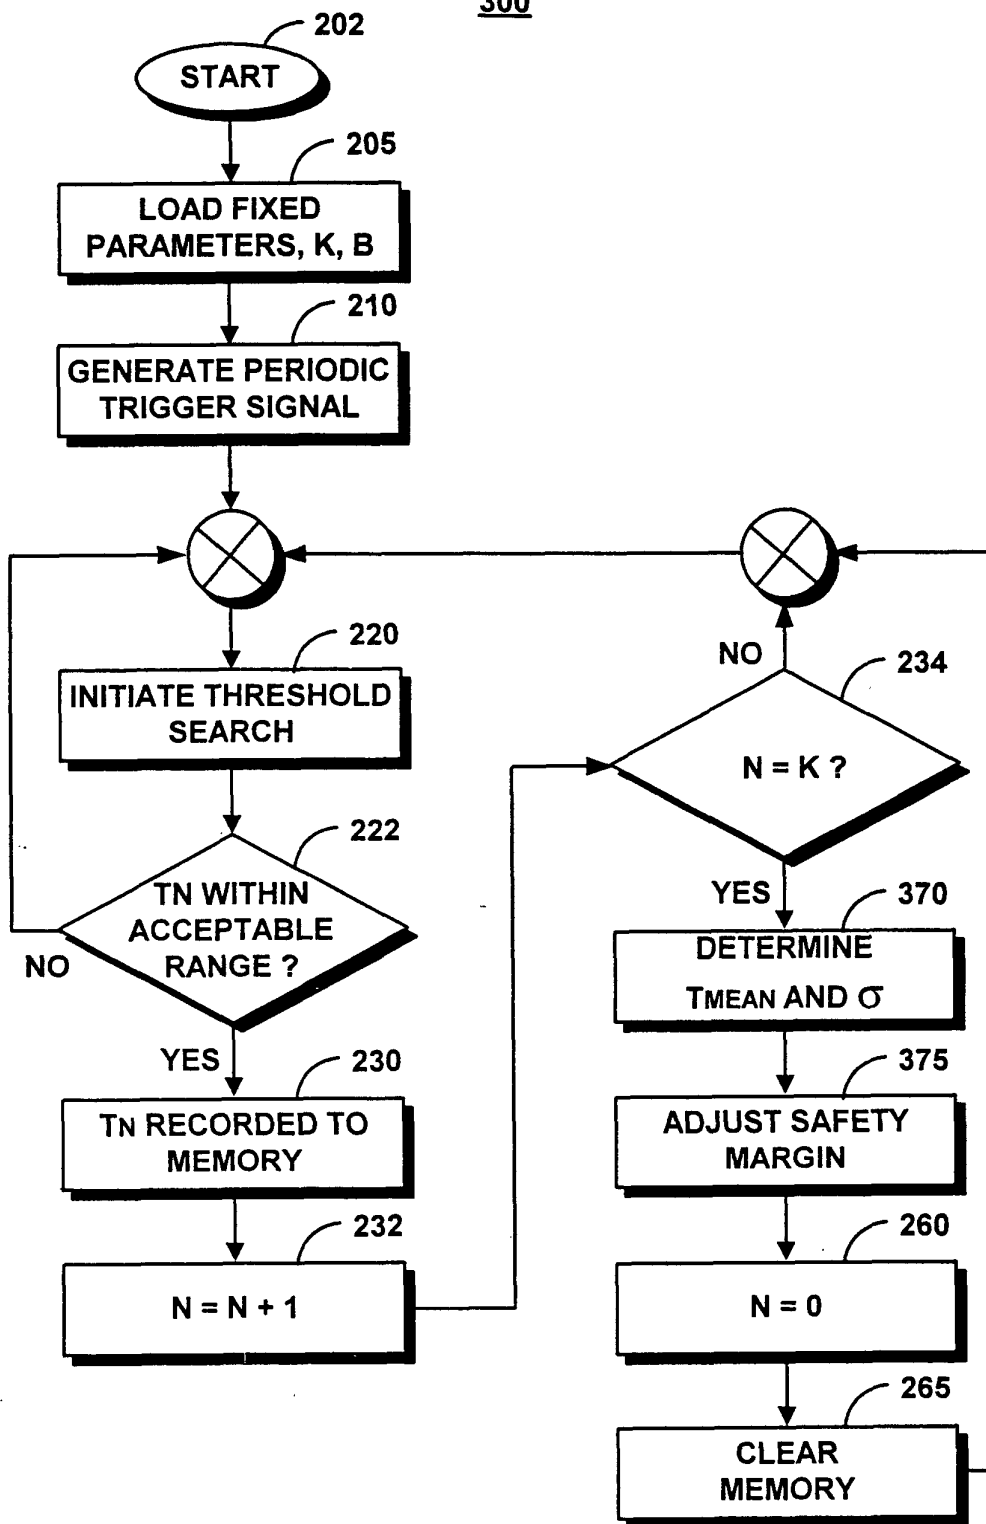 300
202
START
205
LOAD FIXED
PARAMETERS, K, B
210
GENERATE PERIODIC
TRIGGER SIGNAL
220
INITIATE THRESHOLD
SEARCH
222
TN WITHIN
ACCEPTABLE
RANGE ?
NO
YES
230
TN RECORDED TO
MEMORY
232
N = N + 1
NO
234
N = K ?
YES
370
DETERMINE
TMEAN AND σ
375
ADJUST SAFETY
MARGIN
260
N = 0
265
CLEAR
MEMORY